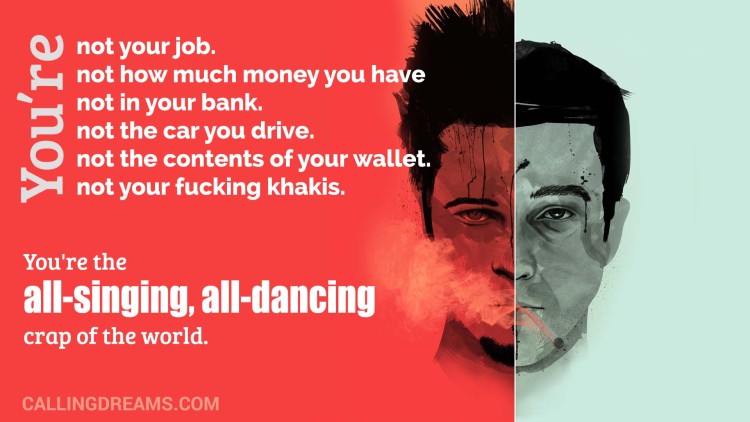 You're
not your job.
not how much money you have
not in your bank.
not the car you drive.
not the contents of your wallet.
not your fucking khakis.
You're the
all-singing, all-dancing
crap of the world.
CALLINGDREAMS.COM